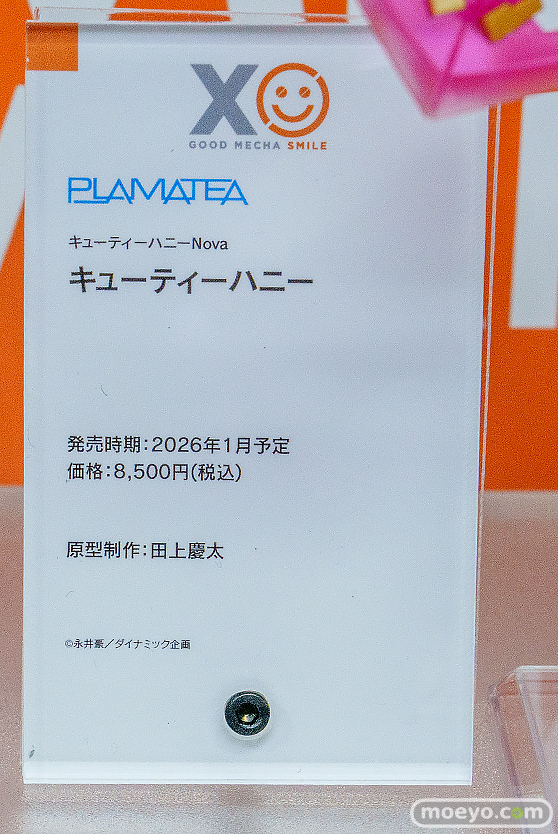 XO
GOOD MECHA SMILE
PLAMATEA
キューティーハニーNova
キューティーハニー
発売時期：2026年1月予定
価格：8,500円(税込)
原型制作：田上慶太
©永井豪／ダイナミック企画
moeyo.com